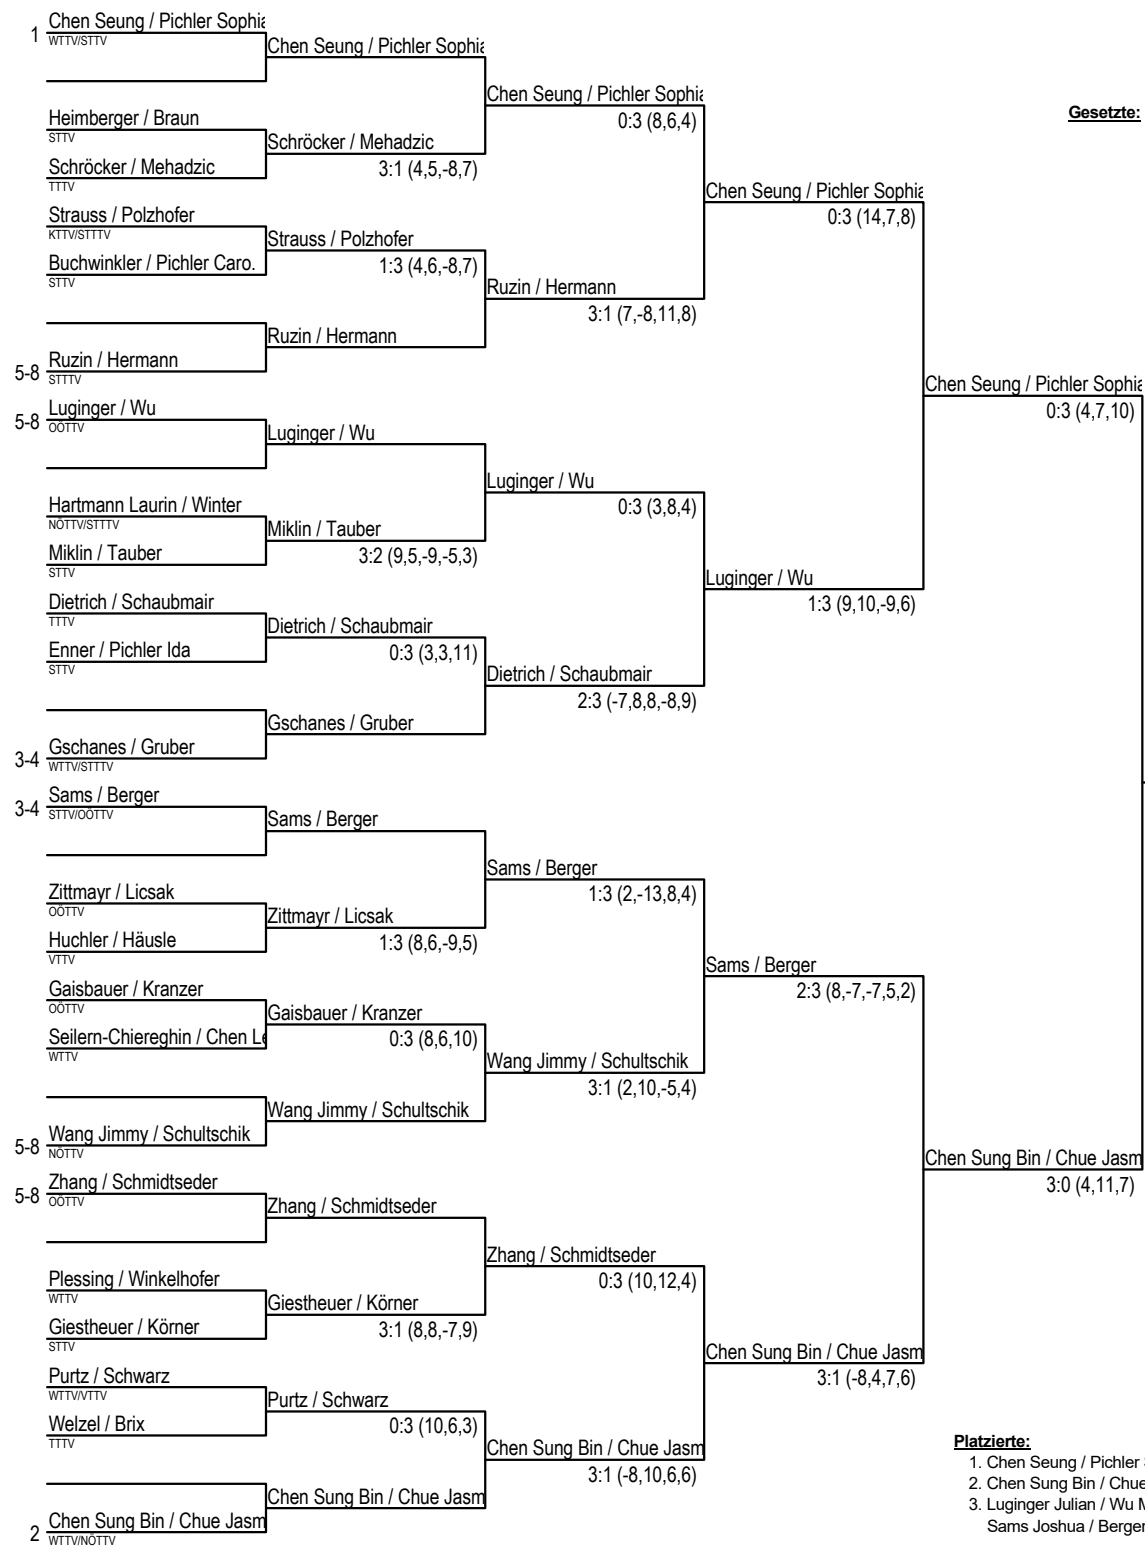 1 Chen Seung / Pichler Sophia
WTTV/STTV
Heimberger / Braun
STTV
Schröcker / Mehadzic
TTTV
Strauss / Polzhofer
KTTV/STTTV
Buchwinkler / Pichler Caro.
STTV
5-8 Ruzin / Hermann
STTTV
5-8 Luginger / Wu
OÖTTV
Hartmann Laurin / Winter
NÖTTV/STTTV
Miklin / Tauber
STTV
Dietrich / Schaubmair
TTTV
Enner / Pichler Ida
STTV
3-4 Gschanes / Gruber
WTTV/STTTV
3-4 Sams / Berger
STTV/OÖTTV
Zittmayr / Licsak
OÖTTV
Huchler / Häusle
VTTV
Gaisbauer / Kranzer
OÖTTV
Seilern-Chiereghin / Chen Le
WTTV
5-8 Wang Jimmy / Schultschik
NÖTTV
5-8 Zhang / Schmidtseder
OÖTTV
Plessing / Winkelhofer
WTTV
Giestheuer / Körner
STTV
Purtz / Schwarz
WTTV/VTTV
Welzel / Brix
TTTV
2 Chen Sung Bin / Chue Jasm
WTTV/NÖTTV
Chen Seung / Pichler Sophia
Schröcker / Mehadzic
3:1 (4,5,-8,7)
Strauss / Polzhofer
1:3 (4,6,-8,7)
Ruzin / Hermann
Luginger / Wu
Miklin / Tauber
3:2 (9,5,-9,-5,3)
Dietrich / Schaubmair
0:3 (3,3,11)
Gschanes / Gruber
Sams / Berger
Zittmayr / Licsak
1:3 (8,6,-9,5)
Gaisbauer / Kranzer
0:3 (8,6,10)
Wang Jimmy / Schultschik
Zhang / Schmidtseder
Giestheuer / Körner
3:1 (8,8,-7,9)
Purtz / Schwarz
0:3 (10,6,3)
Chen Sung Bin / Chue Jasm
Chen Seung / Pichler Sophia
0:3 (8,6,4)
Ruzin / Hermann
3:1 (7,-8,11,8)
Luginger / Wu
0:3 (3,8,4)
Dietrich / Schaubmair
2:3 (-7,8,8,-8,9)
Sams / Berger
1:3 (2,-13,8,4)
Wang Jimmy / Schultschik
3:1 (2,10,-5,4)
Zhang / Schmidtseder
0:3 (10,12,4)
Chen Sung Bin / Chue Jasm
3:1 (-8,10,6,6)
Chen Seung / Pichler Sophia
0:3 (14,7,8)
Luginger / Wu
1:3 (9,10,-9,6)
Sams / Berger
2:3 (8,-7,-7,5,2)
Chen Sung Bin / Chue Jasm
3:1 (-8,4,7,6)
Chen Seung / Pichler Sophia
0:3 (4,7,10)
Chen Sung Bin / Chue Jasm
3:0 (4,11,7)
Gesetzte:
Platzierte:
1. Chen Seung / Pichler
2. Chen Sung Bin / Chue
3. Luginger Julian / Wu M
Sams Joshua / Berger